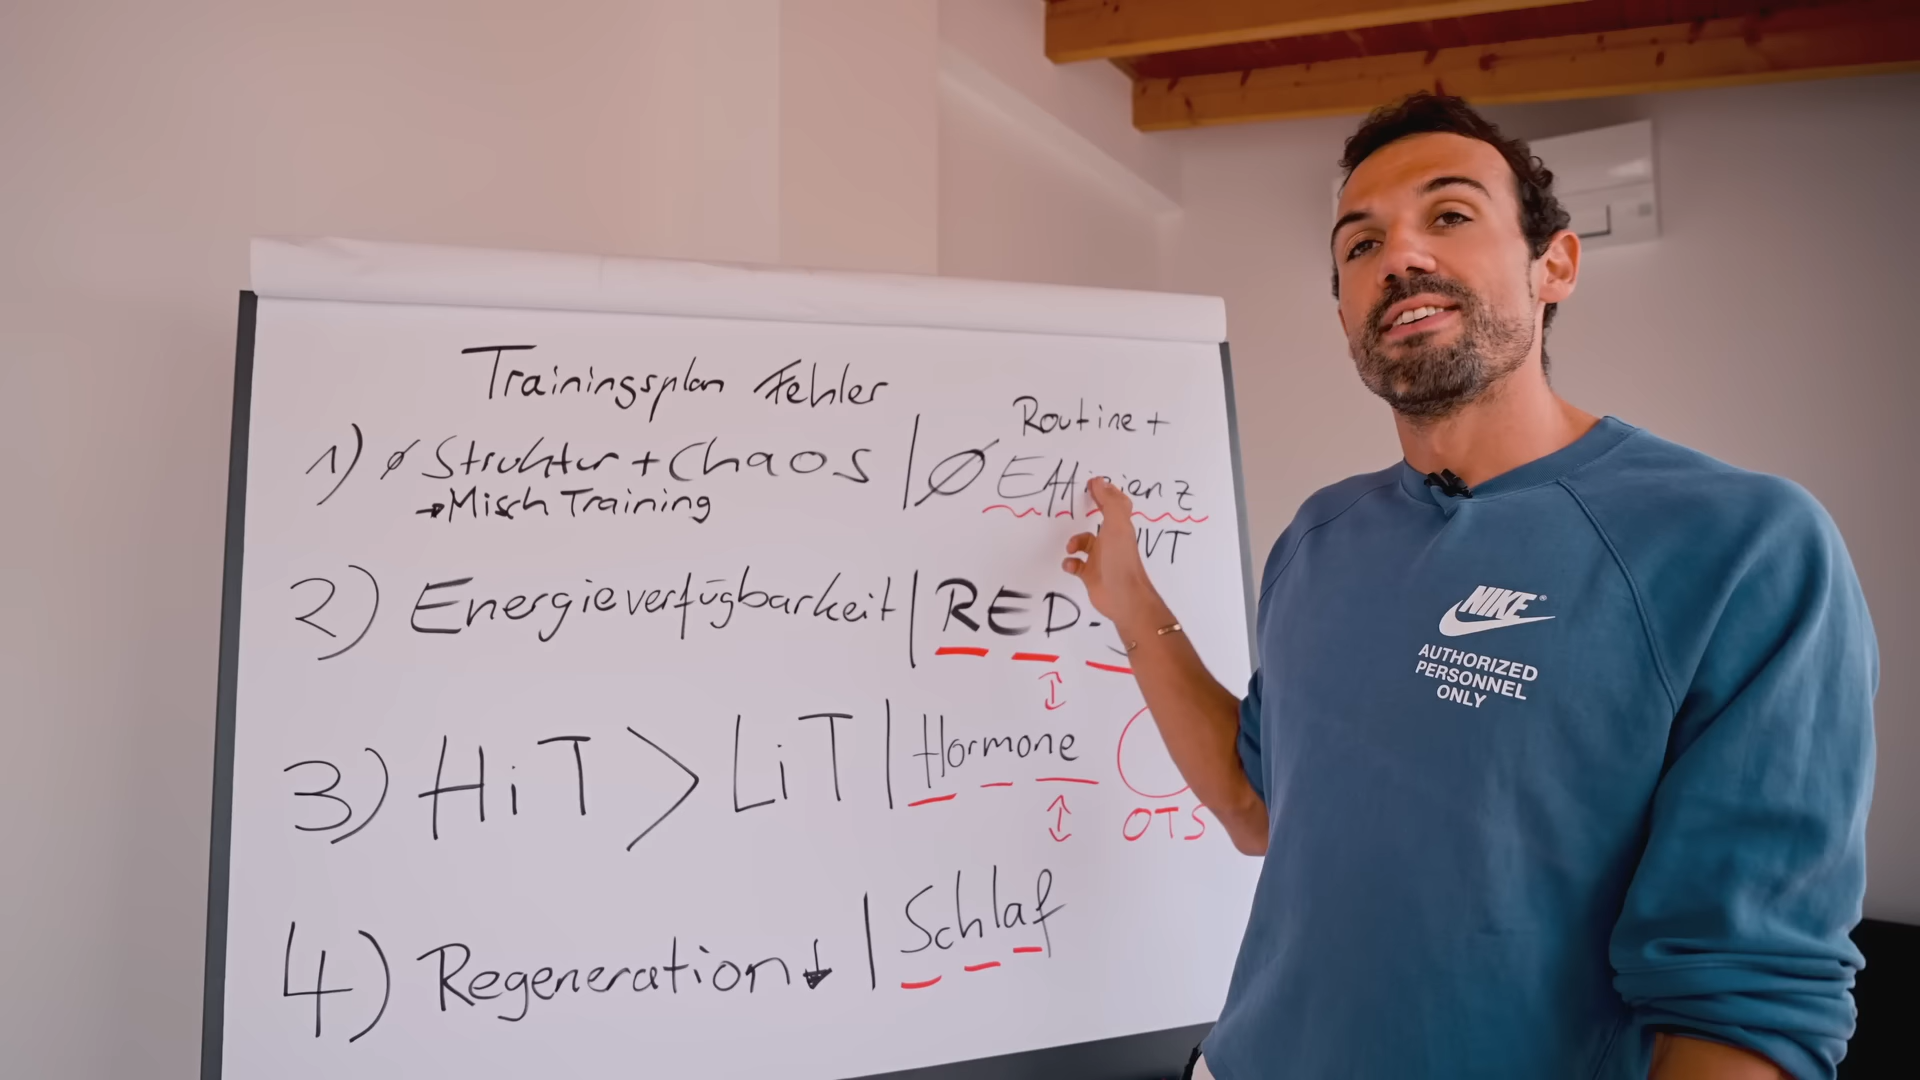 Trainingsplan Fehler
Routine +
1) Ø Struktur + Chaos | Ø Effizienz
→ Misch Training
2) Energieverfügbarkeit | RED-
3) HiT > LiT | Hormone
OTS
4) Regeneration ↓ | Schlaf
NIKE®
AUTHORIZED
PERSONNEL
ONLY